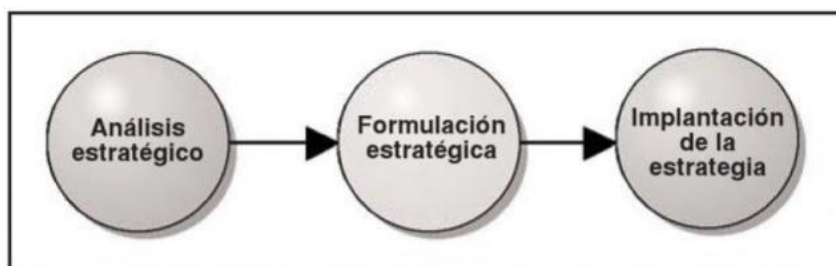 Análisis
estratégico
Formulación
estratégica
Implantación
de la
estrategia